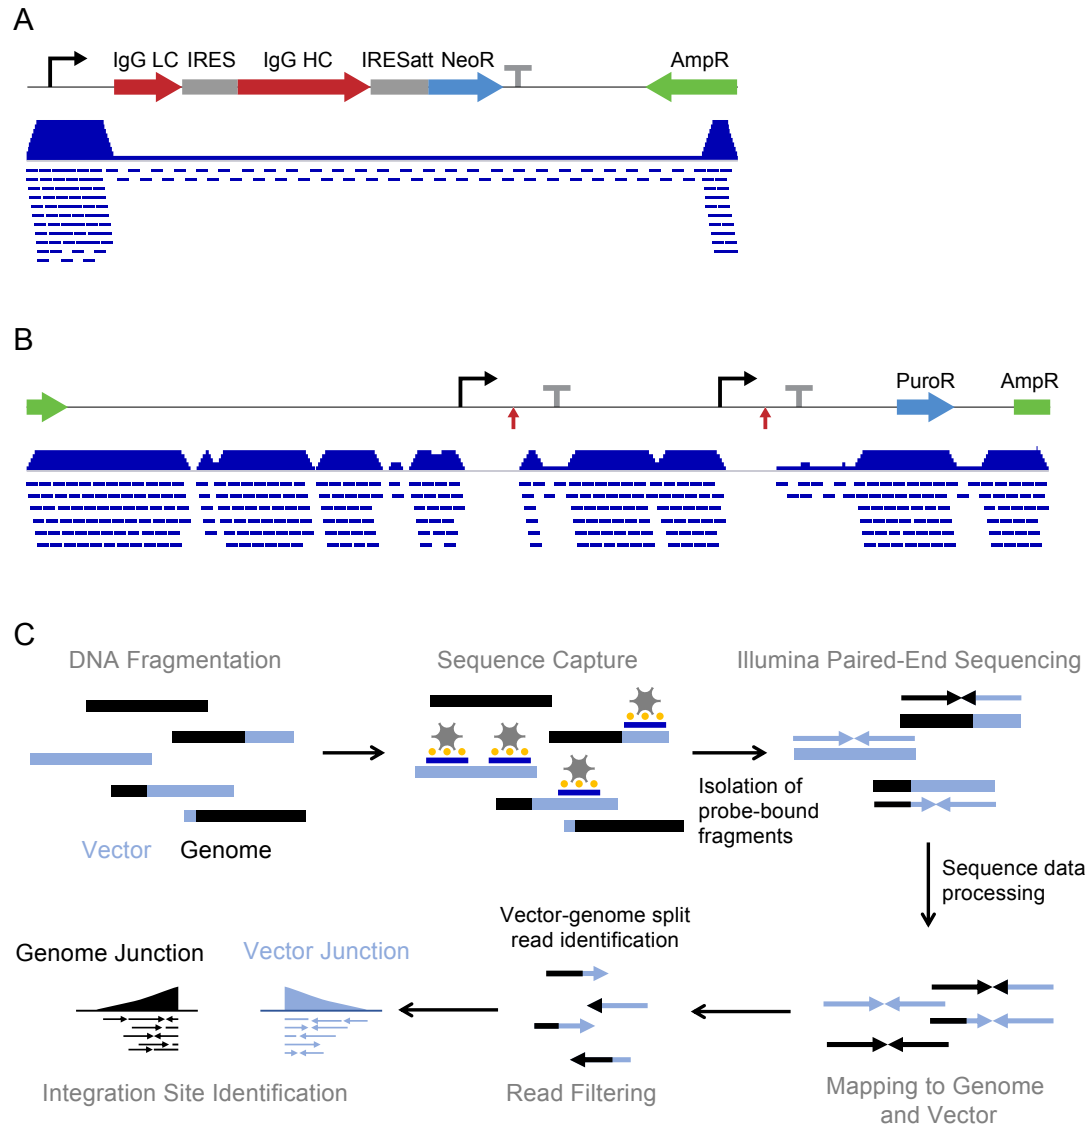 A
IgG LC IRES IgG HC IRESatt NeoR AmpR
B
PuroR AmpR
C
DNA Fragmentation
Sequence Capture
Illumina Paired-End Sequencing
Vector Genome
Isolation of
probe-bound
fragments
Sequence data
processing
Mapping to Genome
and Vector
Vector-genome split
read identification
Read Filtering
Genome Junction
Vector Junction
Integration Site Identification